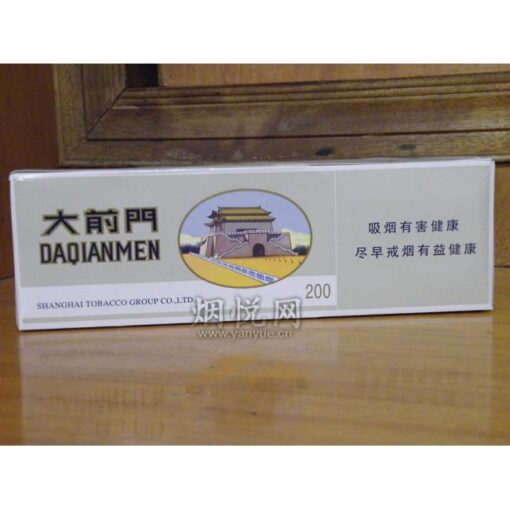 大前門
DAQIANMEN
SHANGHAI TOBACCO GROUP CO.,LTD.
200
吸烟有害健康
尽早戒烟有益健康
烟悦网
www.yanyue.cn